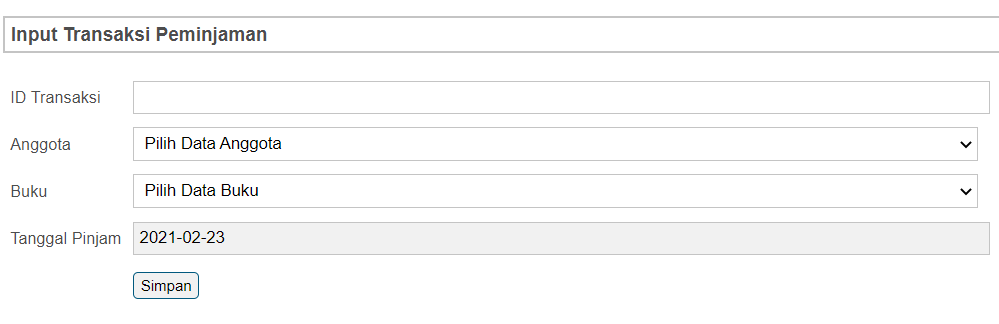 Input Transaksi Peminjaman
ID Transaksi
Anggota Pilih Data Anggota
Buku Pilih Data Buku
Tanggal Pinjam 2021-02-23
Simpan